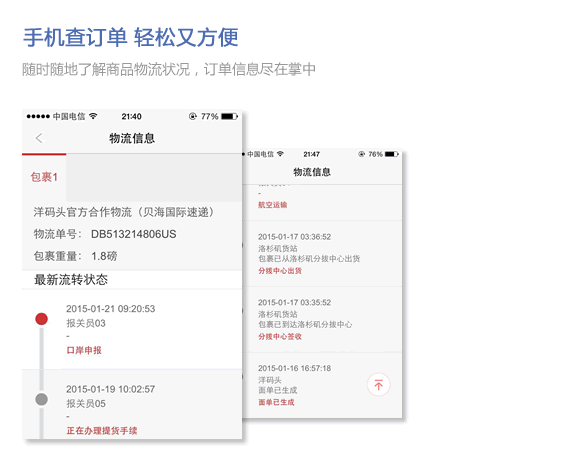 手机查订单 轻松又方便
随时随地了解商品物流状况，订单信息尽在掌中
中国电信 21:40 77%
物流信息
包裹1
洋码头官方合作物流（贝海国际速递）
物流单号： DB513214806US
包裹重量： 1.8磅
最新流转状态
2015-01-21 09:20:53
报关员03
-
口岸申报
2015-01-19 10:02:57
报关员05
-
正在办理提货手续
中国电信 21:47 76%
物流信息
-
航空运输
2015-01-17 03:36:52
洛杉矶货站
包裹已从洛杉矶分拨中心出货
分拨中心出货
2015-01-17 03:35:52
洛杉矶货站
包裹已到达洛杉矶分拨中心
分拨中心签收
2015-01-16 16:57:18
洋码头
面单已生成
面单已生成